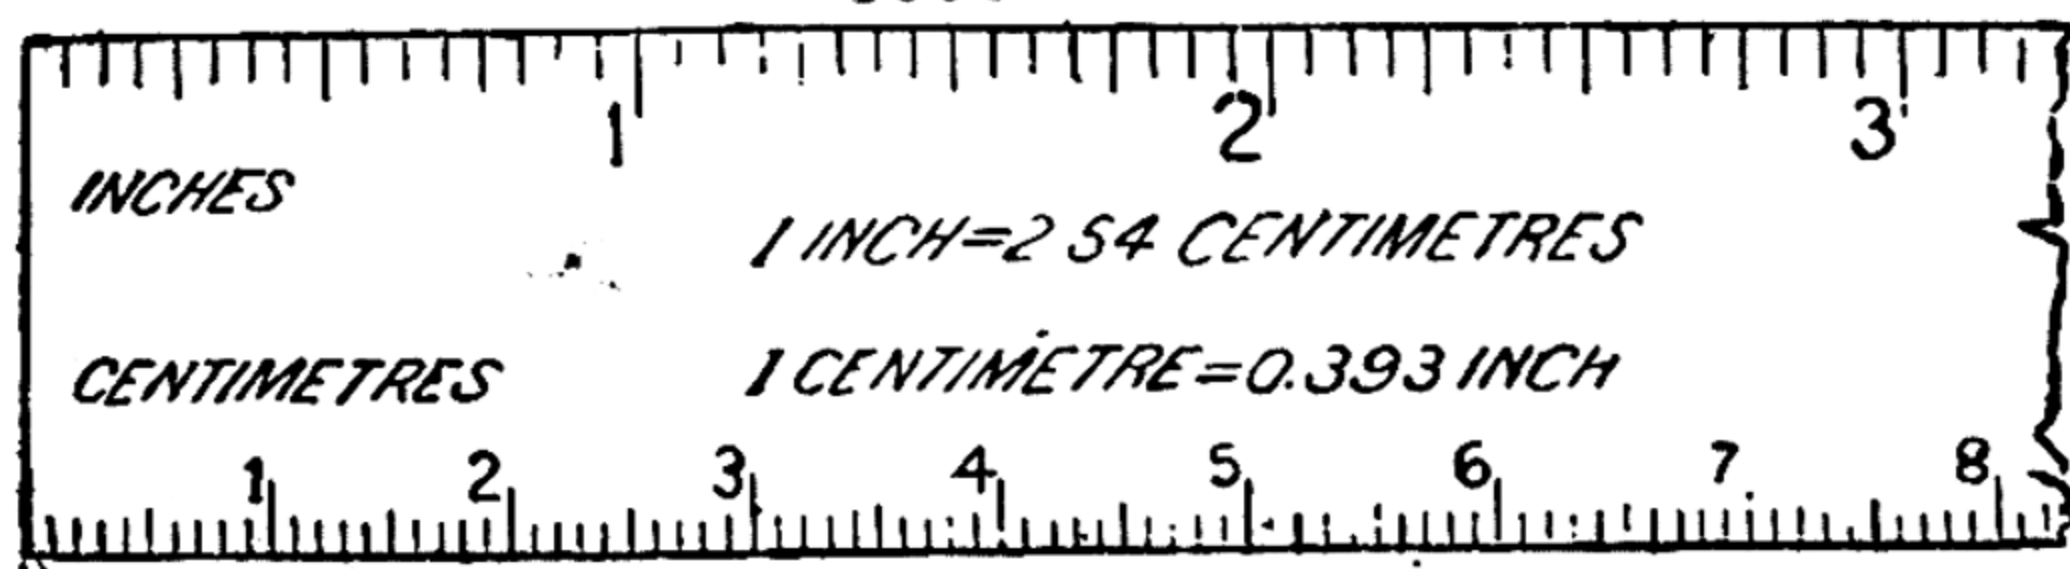 1 2 3
INCHES
1 INCH=2 54 CENTIMETRES
CENTIMETRES
1 CENTIMETRE=0.393 INCH
1 2 3 4 5 6 7 8